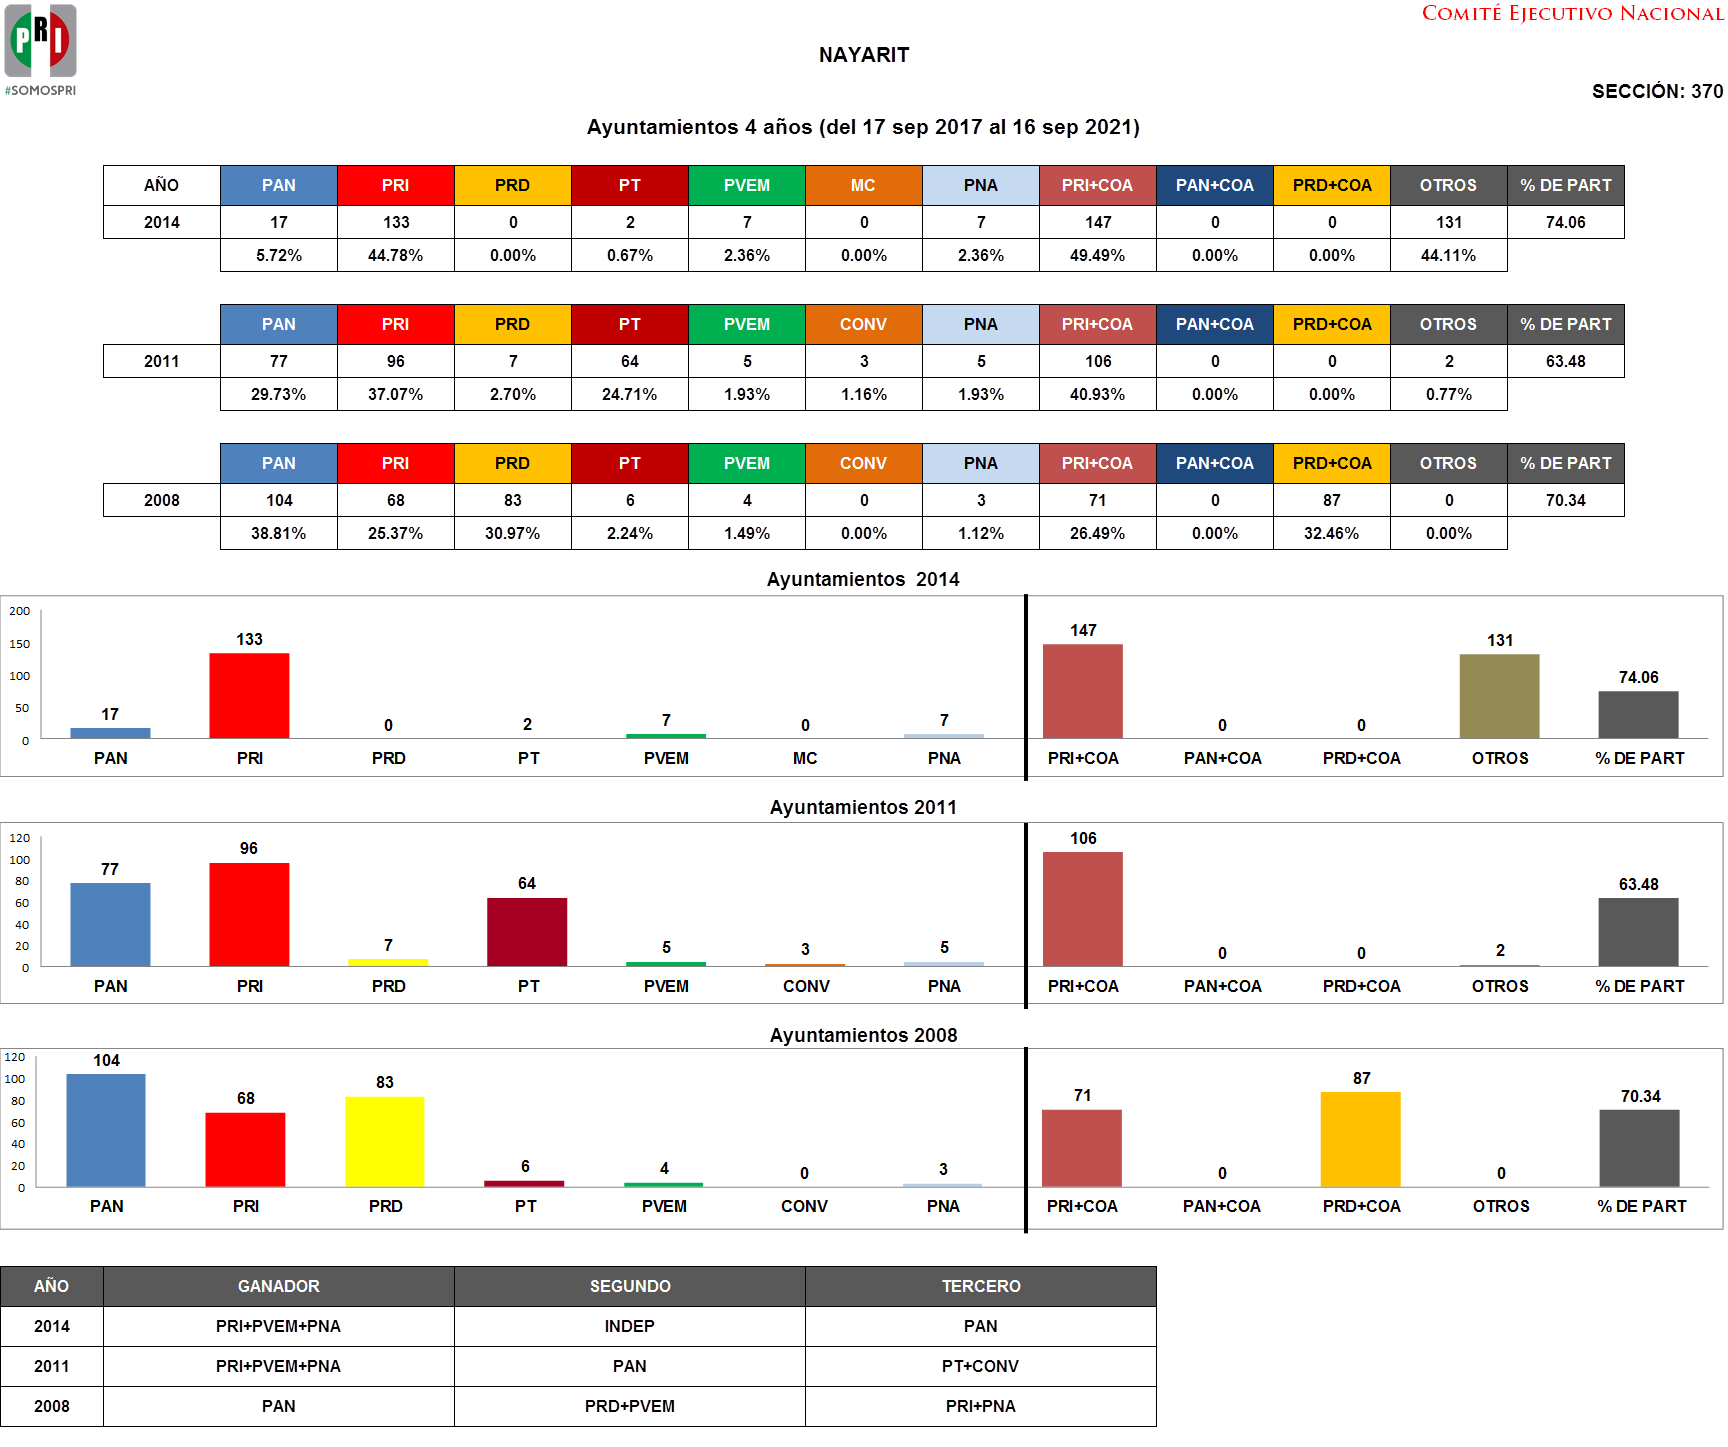 PRI
#SOMOSPRI
COMITÉ EJECUTIVO NACIONAL
NAYARIT
SECCIÓN: 370
Ayuntamientos 4 años (del 17 sep 2017 al 16 sep 2021)
AÑO PAN PRI PRD PT PVEM MC PNA PRI+COA PAN+COA PRD+COA OTROS % DE PART
2014 17 133 0 2 7 0 7 147 0 0 131 74.06
5.72% 44.78% 0.00% 0.67% 2.36% 0.00% 2.36% 49.49% 0.00% 0.00% 44.11%
PAN PRI PRD PT PVEM CONV PNA PRI+COA PAN+COA PRD+COA OTROS % DE PART
2011 77 96 7 64 5 3 5 106 0 0 2 63.48
29.73% 37.07% 2.70% 24.71% 1.93% 1.16% 1.93% 40.93% 0.00% 0.00% 0.77%
PAN PRI PRD PT PVEM CONV PNA PRI+COA PAN+COA PRD+COA OTROS % DE PART
2008 104 68 83 6 4 0 3 71 0 87 0 70.34
38.81% 25.37% 30.97% 2.24% 1.49% 0.00% 1.12% 26.49% 0.00% 32.46% 0.00%
Ayuntamientos 2014
200
150
100
50
0
17 133 0 2 7 0 7 147 0 0 131 74.06
PAN PRI PRD PT PVEM MC PNA PRI+COA PAN+COA PRD+COA OTROS % DE PART
Ayuntamientos 2011
120
100
80
60
40
20
0
77 96 7 64 5 3 5 106 0 0 2 63.48
PAN PRI PRD PT PVEM CONV PNA PRI+COA PAN+COA PRD+COA OTROS % DE PART
Ayuntamientos 2008
120
100
80
60
40
20
0
104 68 83 6 4 0 3 71 0 87 0 70.34
PAN PRI PRD PT PVEM CONV PNA PRI+COA PAN+COA PRD+COA OTROS % DE PART
AÑO GANADOR SEGUNDO TERCERO
2014 PRI+PVEM+PNA INDEP PAN
2011 PRI+PVEM+PNA PAN PT+CONV
2008 PAN PRD+PVEM PRI+PNA